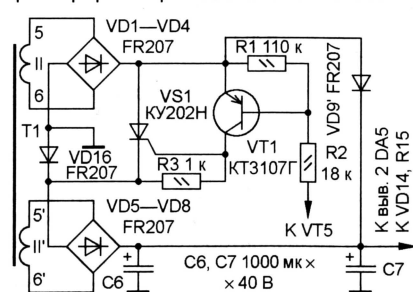 5
VD1—VD4
FR207
II
6
R1 110 к
VS1
КУ202Н
VD9' FR207
T1
VD16
FR207
R3 1 к
VT1
КТ3107Г
R2
18 к
К VT5
5'
VD5—VD8
FR207
II'
6'
+
C6
C6, C7 1000 мк ×
× 40 В
+
C7
К выв. 2 DA5
К VD14, R15